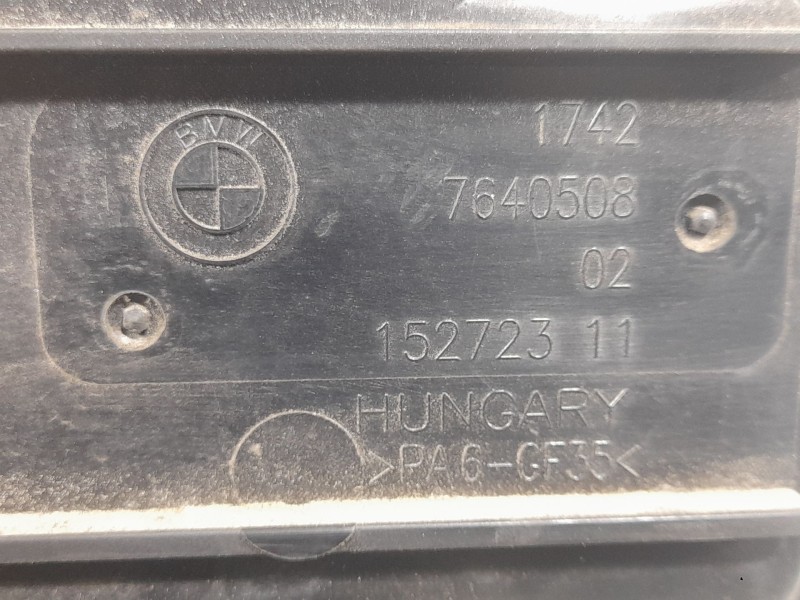 BMW
1742
7640508
02
152723 11
HUNGARY
>PA6-GF35<